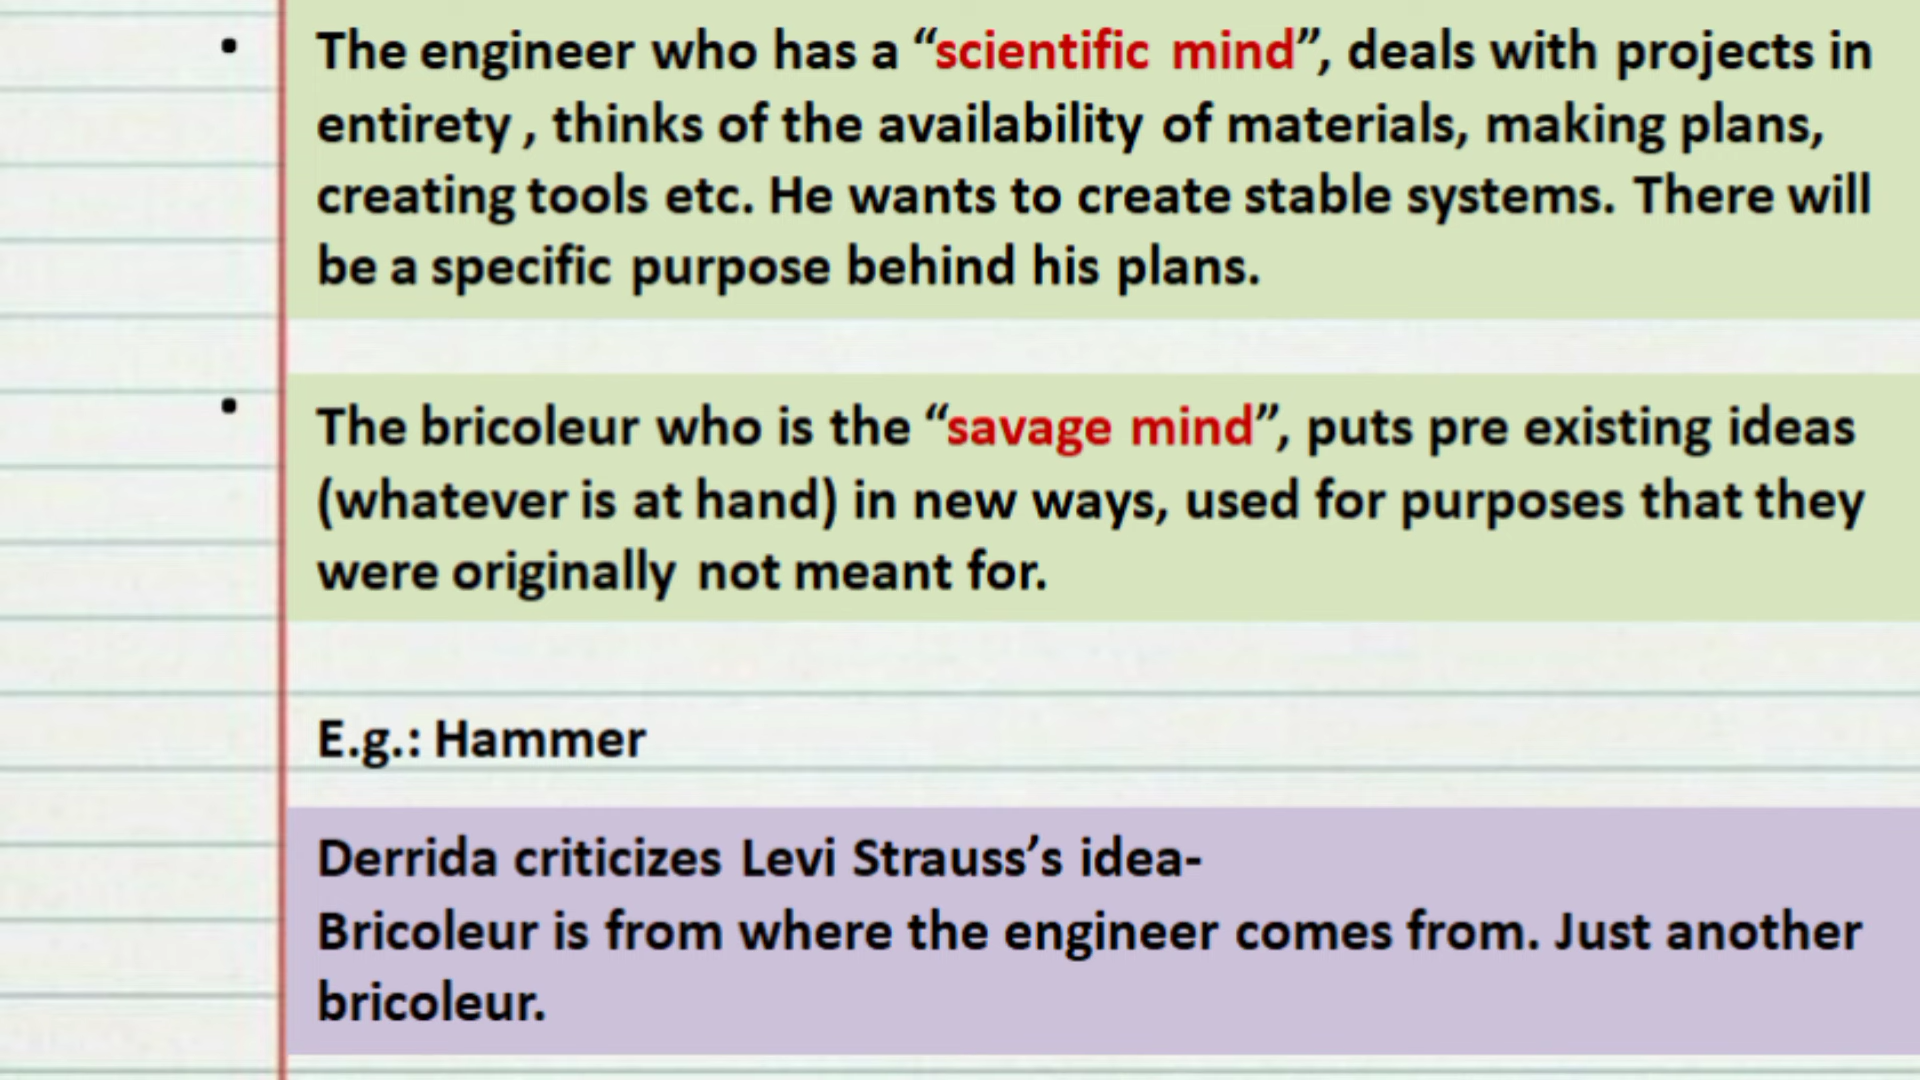 • The engineer who has a “scientific mind”, deals with projects in
entirety , thinks of the availability of materials, making plans,
creating tools etc. He wants to create stable systems. There will
be a specific purpose behind his plans.
• The bricoleur who is the “savage mind”, puts pre existing ideas
(whatever is at hand) in new ways, used for purposes that they
were originally not meant for.
E.g.: Hammer
Derrida criticizes Levi Strauss’s idea-
Bricoleur is from where the engineer comes from. Just another
bricoleur.